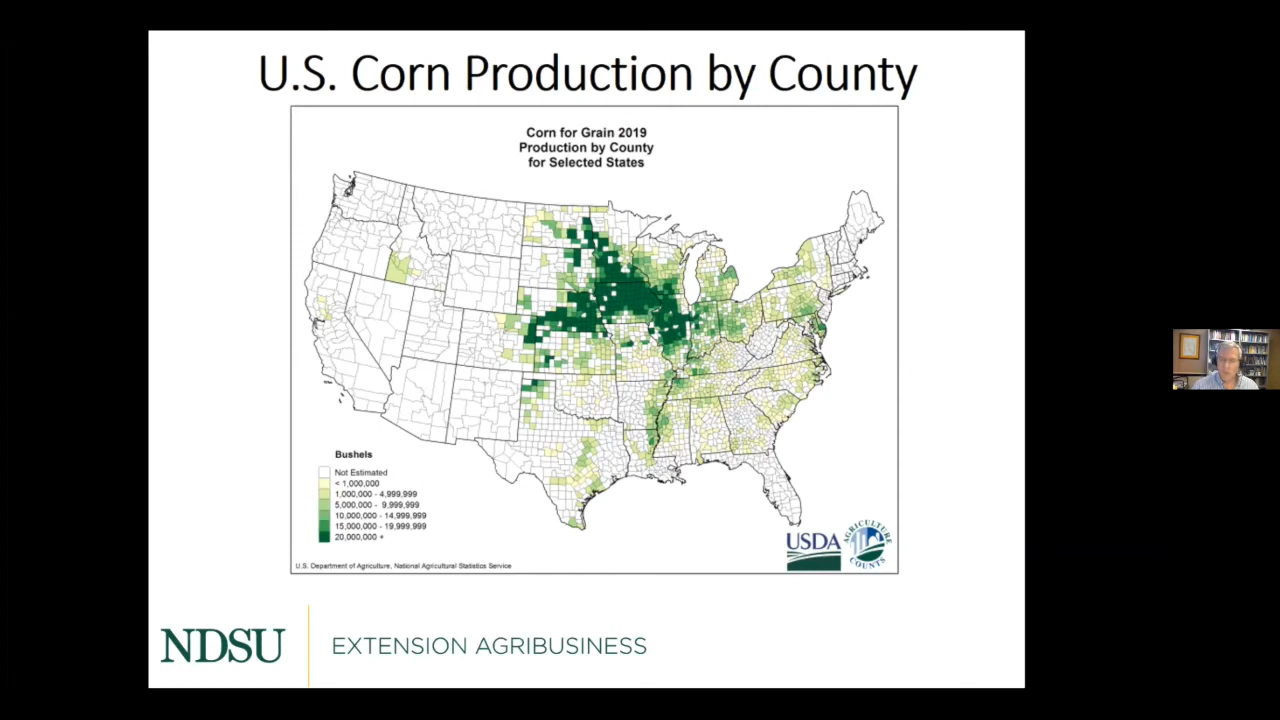 U.S. Corn Production by County
Corn for Grain 2019
Production by County
for Selected States
Bushels
Not Estimated
< 1,000,000
1,000,000 - 4,999,999
5,000,000 - 9,999,999
10,000,000 - 14,999,999
15,000,000 - 19,999,999
20,000,000 +
U.S. Department of Agriculture, National Agricultural Statistics Service
USDA
AGRICULTURE
COUNTS
NDSU
EXTENSION AGRIBUSINESS